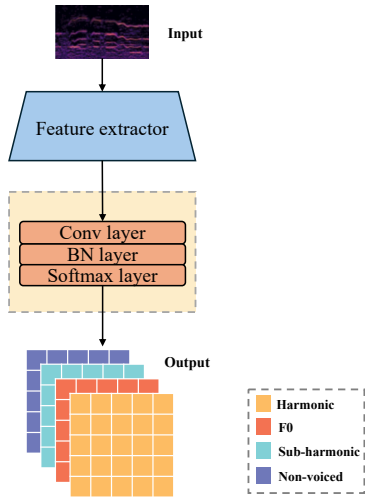 Input
Feature extractor
Conv layer
BN layer
Softmax layer
Output
Harmonic
F0
Sub-harmonic
Non-voiced